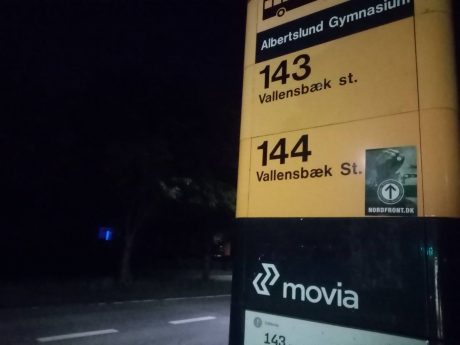 Albertslund Gymnasium
143
Vallensbæk st.
144
Vallensbæk St.
NORDFRONT.DK
movia
143